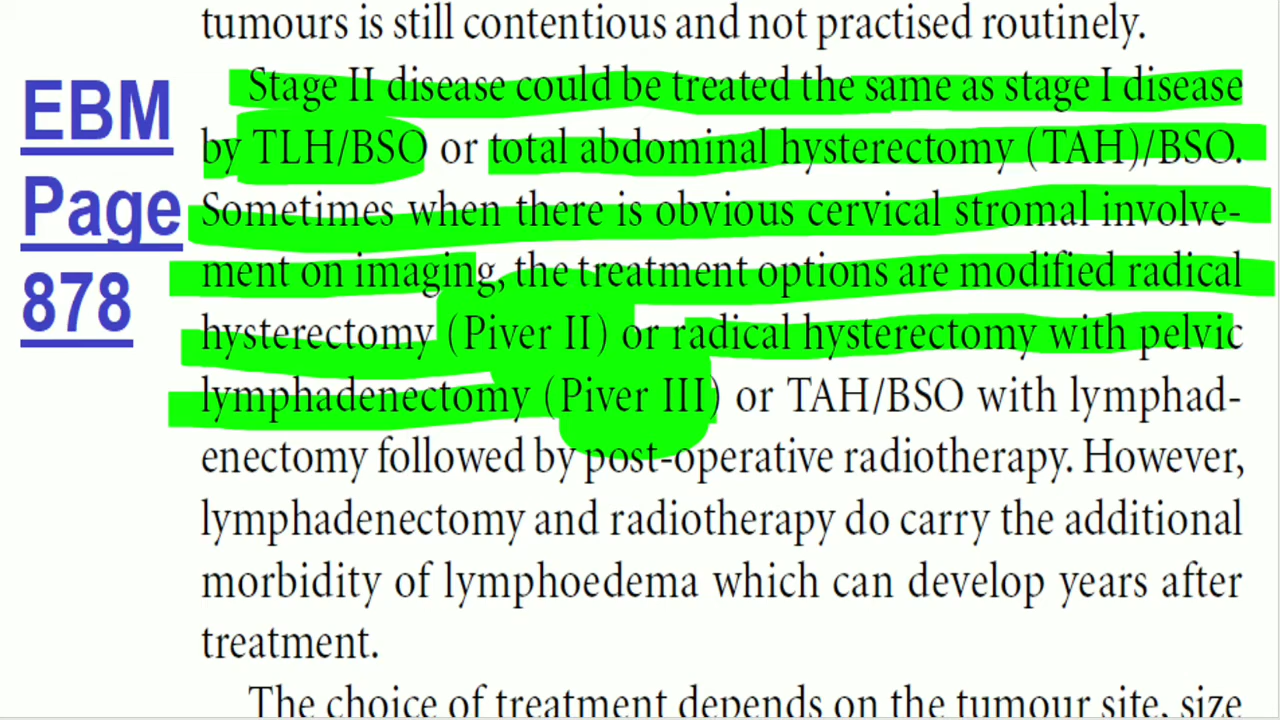 tumours is still contentious and not practised routinely.
Stage II disease could be treated the same as stage I disease
by TLH/BSO or total abdominal hysterectomy (TAH)/BSO.
Sometimes when there is obvious cervical stromal involve-
ment on imaging, the treatment options are modified radical
hysterectomy (Piver II) or radical hysterectomy with pelvic
lymphadenectomy (Piver III) or TAH/BSO with lymphad-
enectomy followed by post-operative radiotherapy. However,
lymphadenectomy and radiotherapy do carry the additional
morbidity of lymphoedema which can develop years after
treatment.
The choice of treatment depends on the tumour site, size
EBM
Page
878